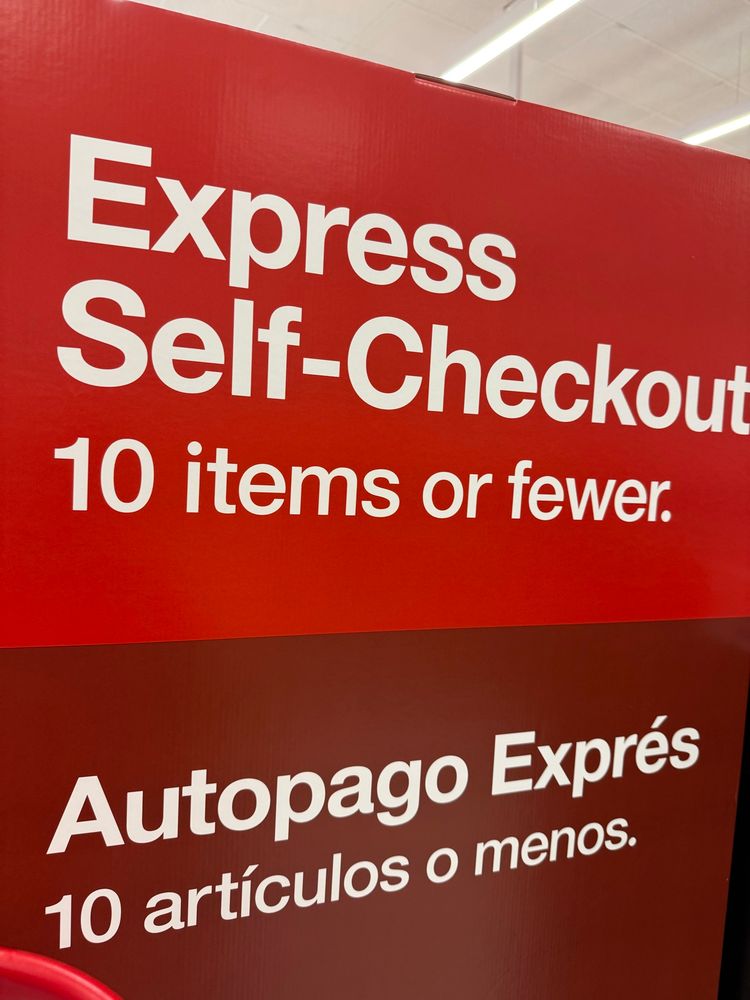 Express
Self-Checkout
10 items or fewer.
Autopago Exprés
10 artículos o menos.